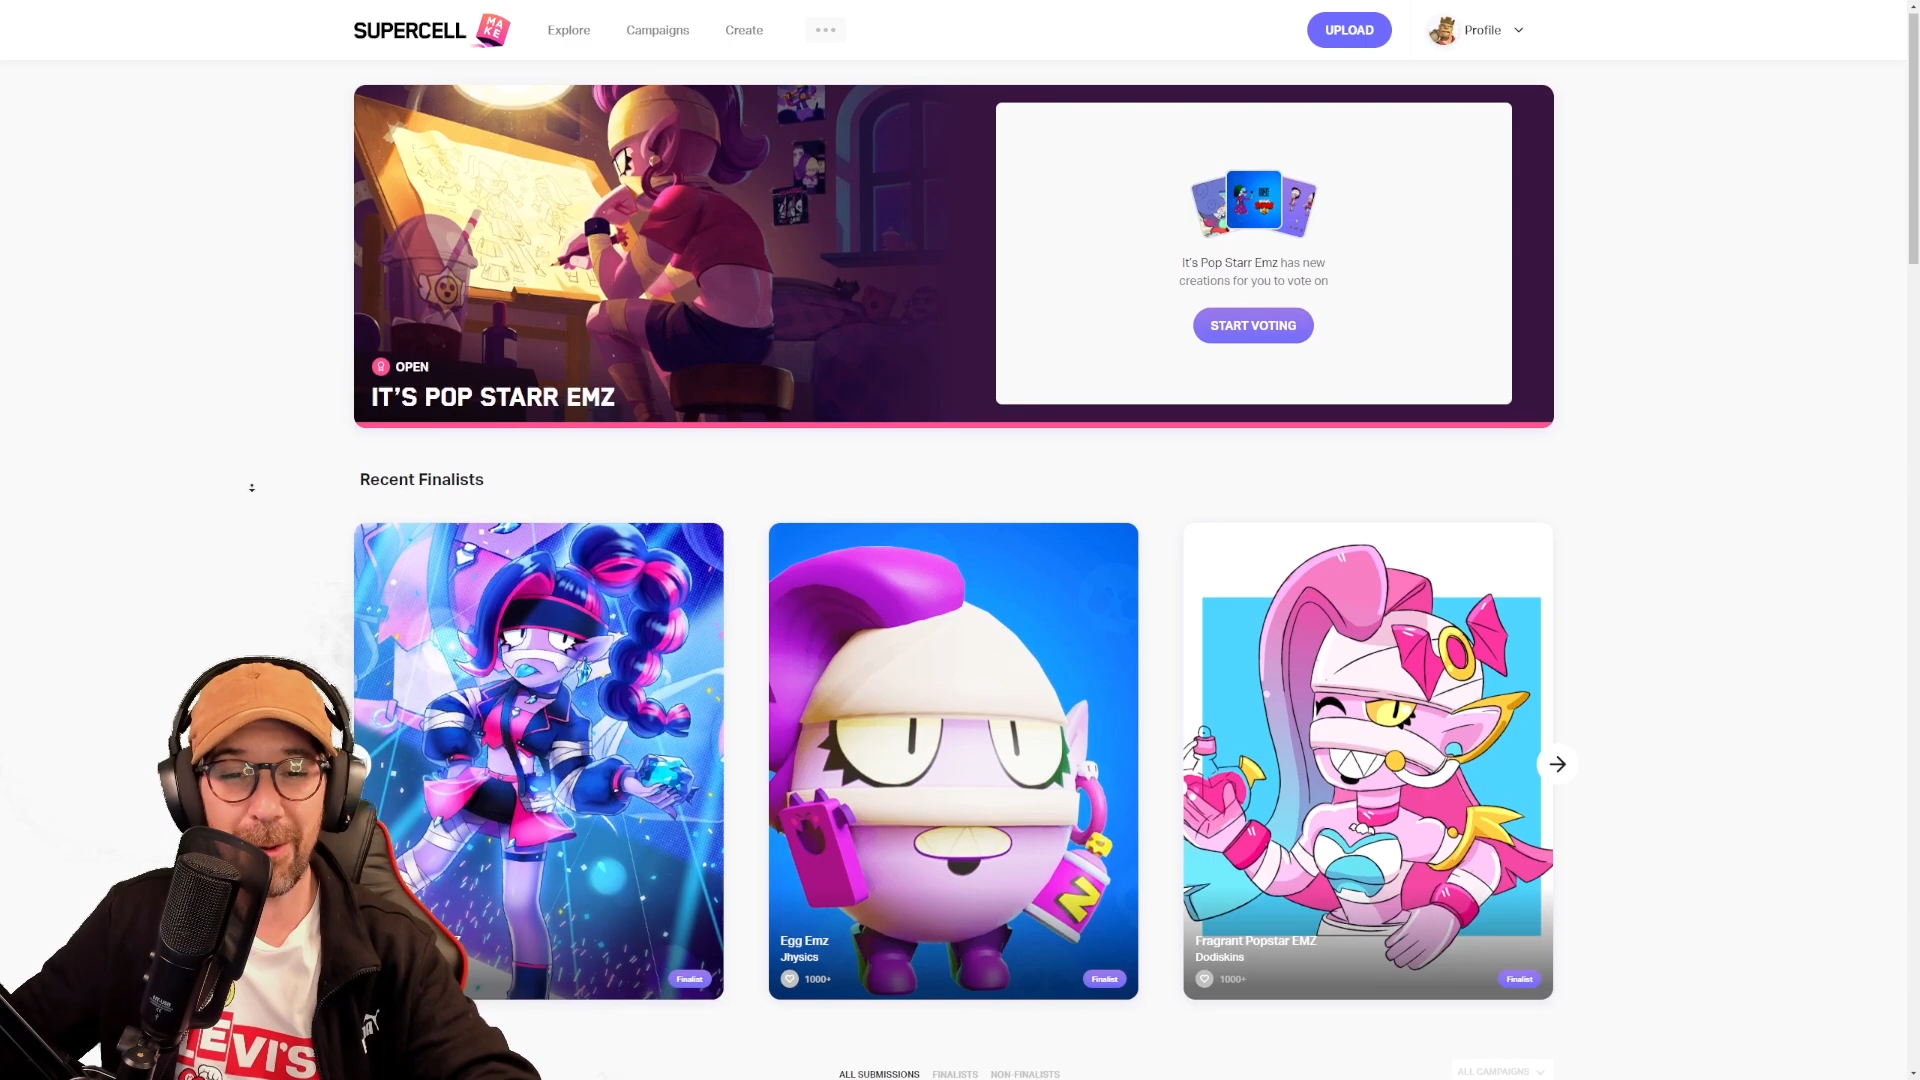 SUPERCELL
MA
KE
Explore
Campaigns
Create
UPLOAD
Profile
It's Pop Starr Emz has new
creations for you to vote on
START VOTING
OPEN
IT'S POP STARR EMZ
Recent Finalists
Finalist
Egg Emz
Jhysics
1000+
Finalist
N
Fragrant Popstar EMZ
Dodiskins
1000+
Finalist
LEVI'S
ALL SUBMISSIONS
FINALISTS
NON-FINALISTS
ALL CAMPAIGNS